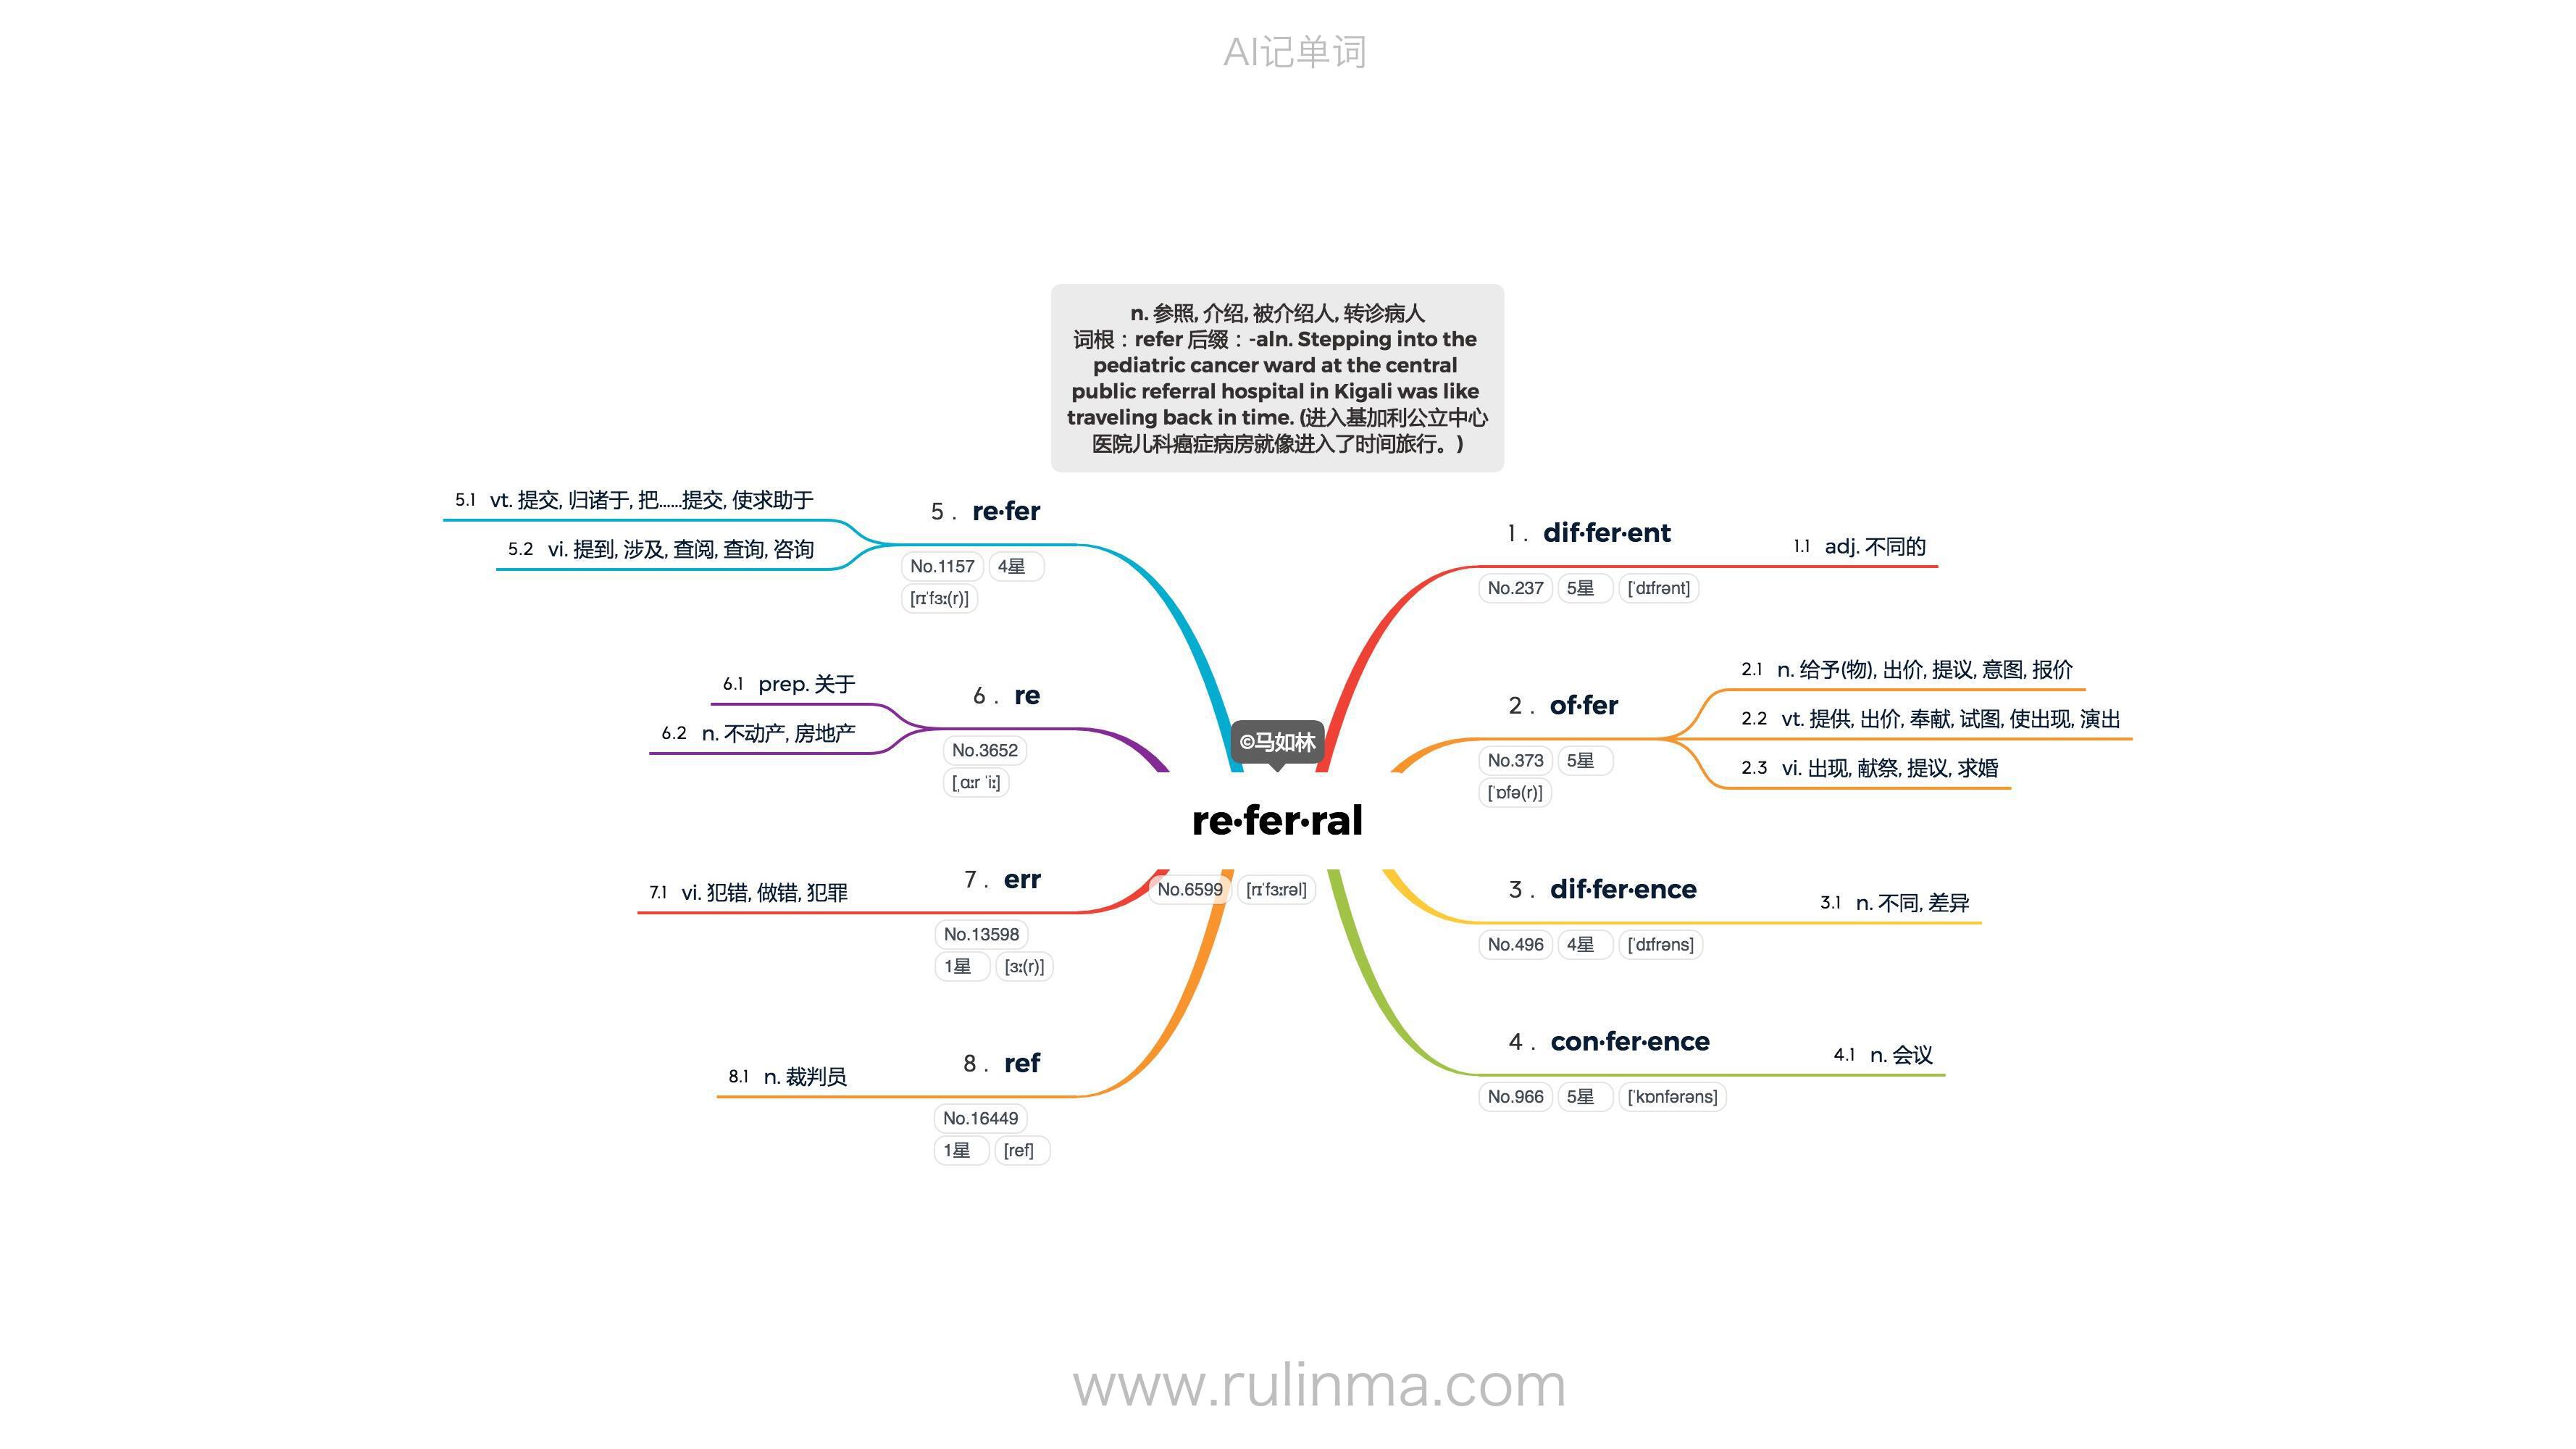 AI记单词
n. 参照, 介绍, 被介绍人, 转诊病人
词根：refer 后缀：-aln. Stepping into the
pediatric cancer ward at the central
public referral hospital in Kigali was like
traveling back in time. (进入基加利公立中心
医院儿科癌症病房就像进入了时间旅行。)
©马如林
re·fer·ral
No.6599 [rɪˈfɜːrəl]
1 . dif·fer·ent
No.237 5星 [ˈdɪfrənt]
1.1 adj. 不同的
2 . of·fer
No.373 5星
[ˈɒfə(r)]
2.1 n. 给予(物), 出价, 提议, 意图, 报价
2.2 vt. 提供, 出价, 奉献, 试图, 使出现, 演出
2.3 vi. 出现, 献祭, 提议, 求婚
3 . dif·fer·ence
No.496 4星 [ˈdɪfrəns]
3.1 n. 不同, 差异
4 . con·fer·ence
No.966 5星 [ˈkɒnfərəns]
4.1 n. 会议
5 . re·fer
No.1157 4星
[rɪˈfɜː(r)]
5.1 vt. 提交, 归诸于, 把……提交, 使求助于
5.2 vi. 提到, 涉及, 查阅, 查询, 咨询
6 . re
No.3652
[ˌɑːr ˈiː]
6.1 prep. 关于
6.2 n. 不动产, 房地产
7 . err
No.13598
1星 [ɜː(r)]
7.1 vi. 犯错, 做错, 犯罪
8 . ref
No.16449
1星 [ref]
8.1 n. 裁判员
www.rulinma.com